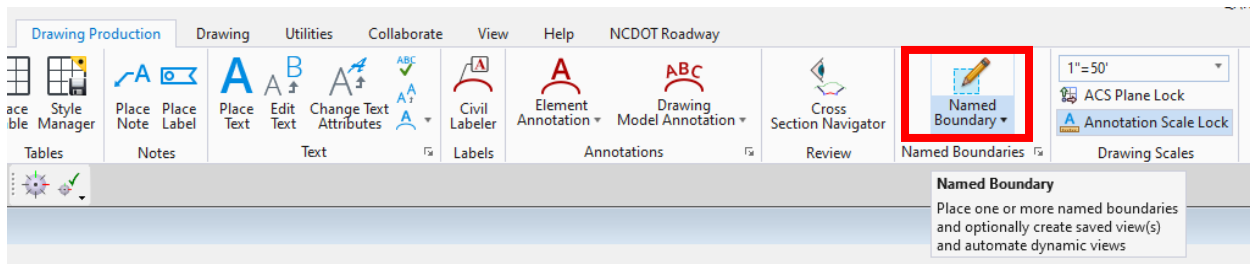 Drawing Production Drawing Utilities Collaborate View Help NCDOT Roadway
ABC
A
A B A
A
A
ABC
1"=50'
ACS Plane Lock
Annotation Scale Lock
Style
Manager
Place
Note
Place
Label
Place
Text
Edit
Text
Change Text
Attributes
Civil
Labeler
Element
Annotation
Drawing
Model Annotation
Cross
Section Navigator
Named
Boundary
Tables Notes Text Labels Annotations Review Named Boundaries Drawing Scales
Named Boundary
Place one or more named boundaries
and optionally create saved view(s)
and automate dynamic views